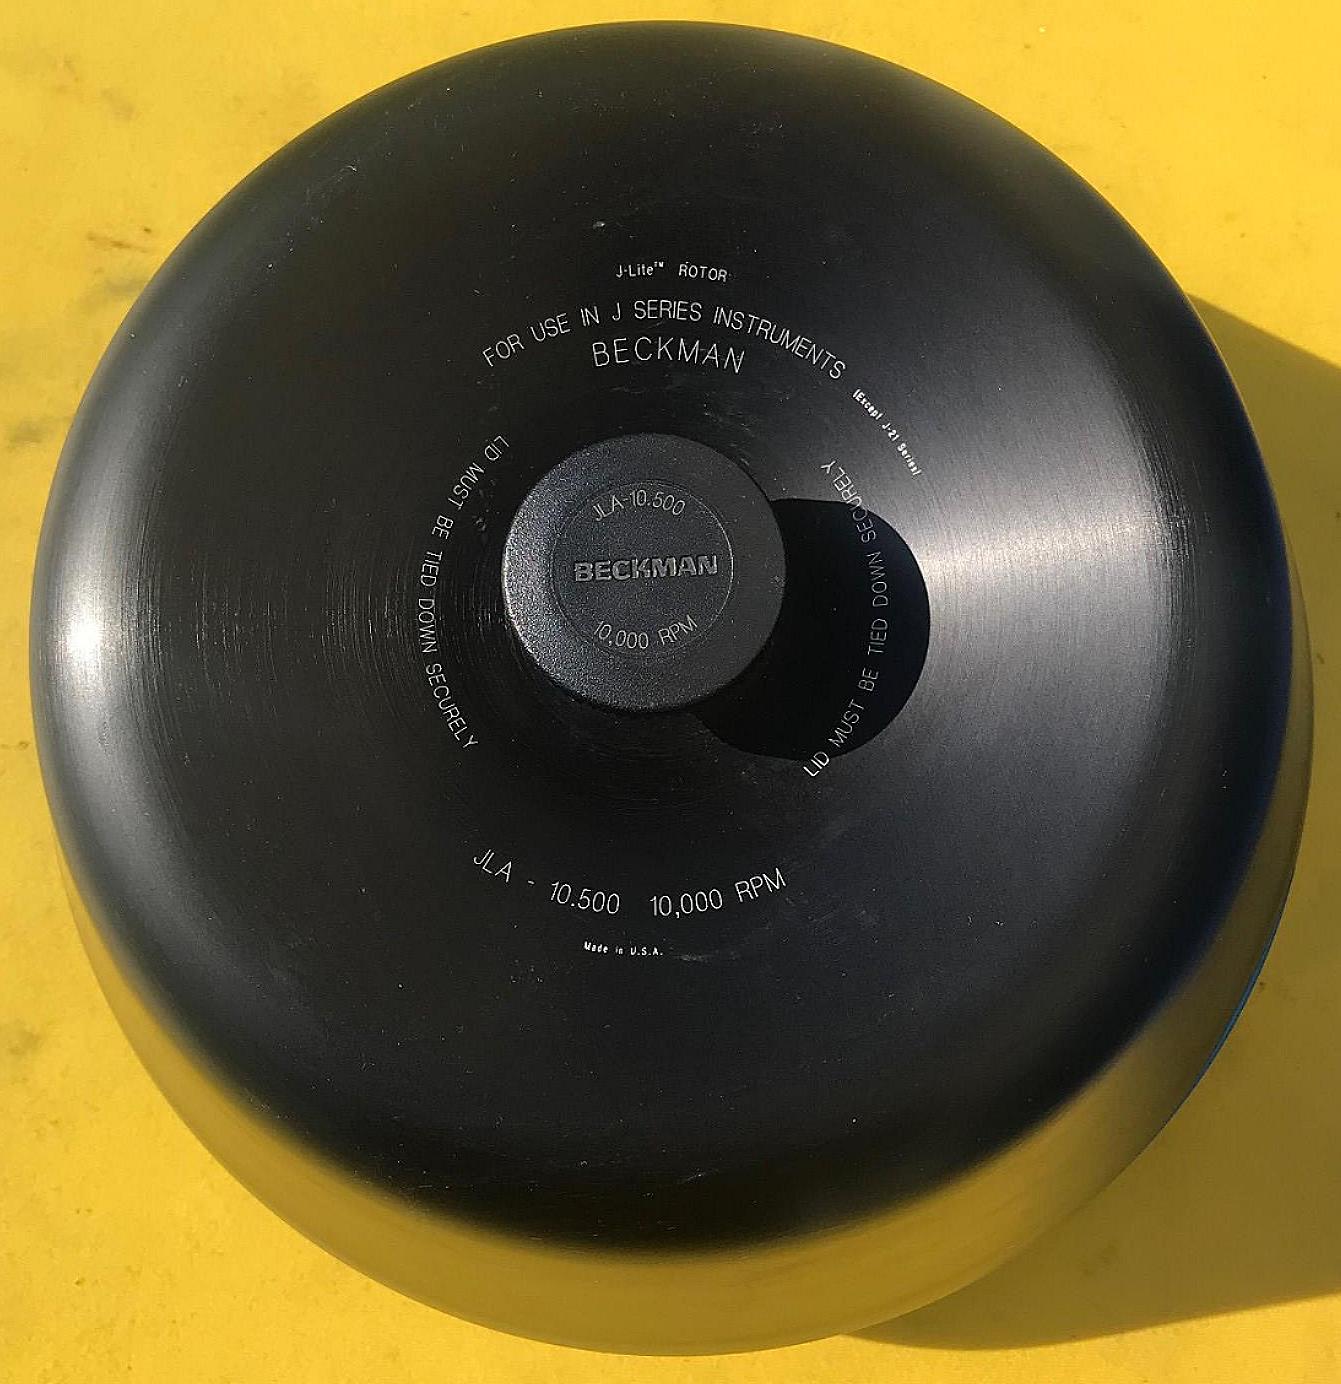 J-Lite™ ROTOR
FOR USE IN J SERIES INSTRUMENTS (Except J-21 Series)
BECKMAN
LID MUST BE TIED DOWN SECURELY
JLA-10.500
BECKMAN
10,000 RPM
LID MUST BE TIED DOWN SECURELY
JLA - 10.500 10,000 RPM
Made in U.S.A.